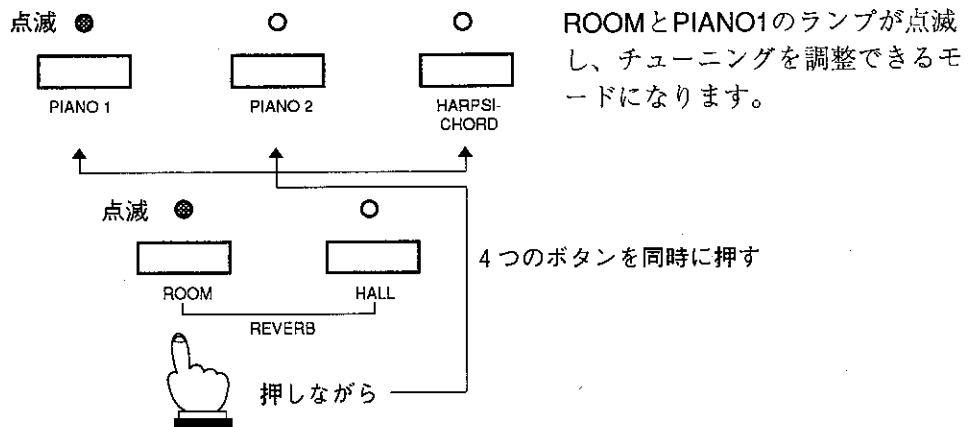 点滅
PIANO 1
PIANO 2
HARPSI-
CHORD
ROOMとPIANO1のランプが点滅
し、チューニングを調整できるモ
ードになります。
点滅
ROOM
HALL
REVERB
4つのボタンを同時に押す
押しながら